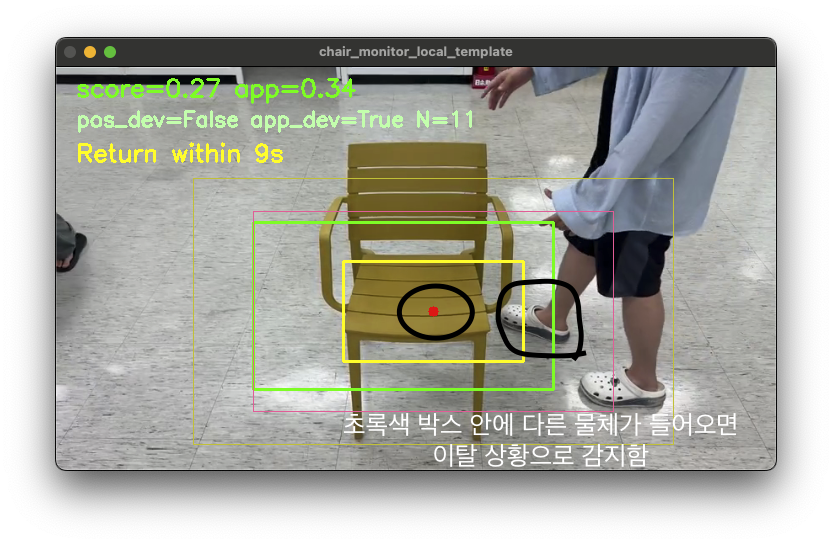 chair_monitor_local_template
score=0.27 app=0.34
pos_dev=False app_dev=True N=11
Return within 9s
초록색 박스 안에 다른 물체가 들어오면
이탈 상황으로 감지함